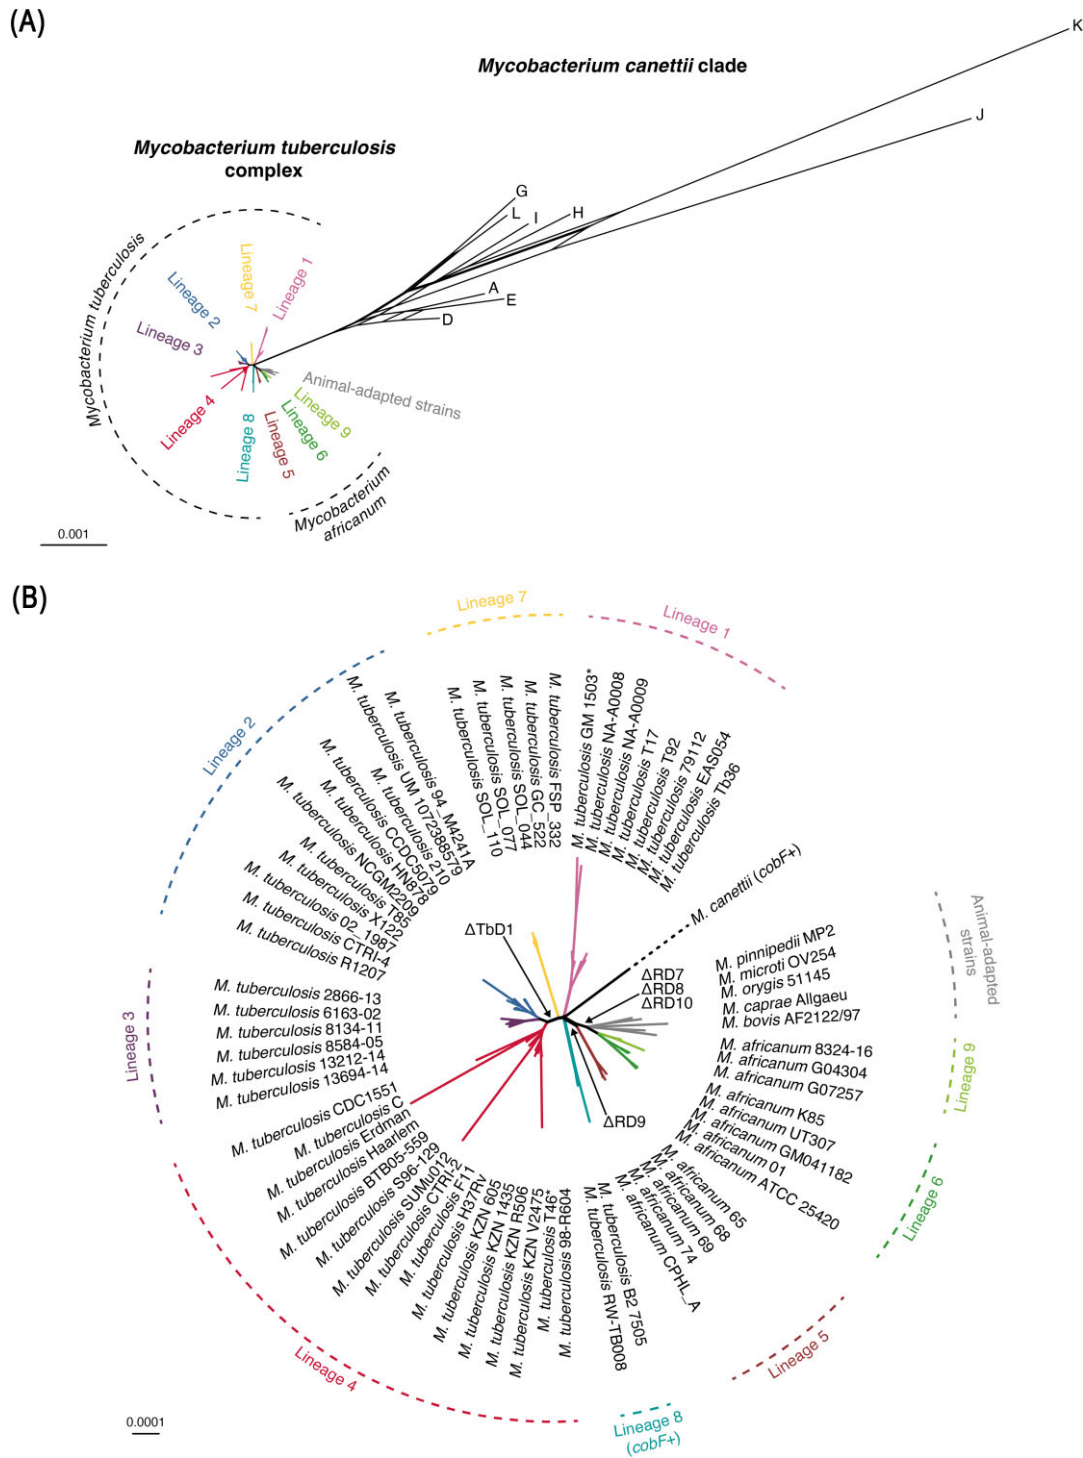 (A)
K
Mycobacterium canettii clade
J
Mycobacterium tuberculosis
complex
G
L
I
H
A
E
D
Mycobacterium tuberculosis
Lineage 7
Lineage 1
Lineage 2
Lineage 3
Animal-adapted strains
Lineage 9
Lineage 6
Lineage 5
Lineage 8
Lineage 4
Mycobacterium
africanum
0.001
(B)
Lineage 7
Lineage 1
Lineage 2
M. tuberculosis GM 1503*
M. tuberculosis NA-A0008
M. tuberculosis NA-A0009
M. tuberculosis T17
M. tuberculosis T92
M. tuberculosis 79112
M. tuberculosis EAS054
M. tuberculosis Tb36
M. canettii (cobF+)
Animal-adapted
strains
M. pinnipedii MP2
M. microti OV254
M. orygis 51145
M. caprae Allgaeu
M. bovis AF2122/97
M. africanum 8324-16
M. africanum G04304
M. africanum G07257
Lineage 9
M. africanum K85
M. africanum UT307
M. africanum GM041182
M. africanum 01
M. africanum ATCC 25420
Lineage 6
M. africanum 65
M. africanum 68
M. africanum 69
M. africanum 74
M. africanum CPHL_A
Lineage 5
M. tuberculosis B2 7505
M. tuberculosis RW-TB008
Lineage 8
(cobF+)
M. tuberculosis 98-R604
M. tuberculosis T46*
M. tuberculosis KZN V2475
M. tuberculosis KZN R506
M. tuberculosis KZN 1435
M. tuberculosis KZN 605
M. tuberculosis H37Rv
M. tuberculosis F11
M. tuberculosis CTRI-2
M. tuberculosis SUMu012
M. tuberculosis S96-129
M. tuberculosis BTB05-559
M. tuberculosis Haarlem
M. tuberculosis Erdman
M. tuberculosis C
M. tuberculosis CDC1551
Lineage 4
M. tuberculosis 13694-14
M. tuberculosis 13212-14
M. tuberculosis 8584-05
M. tuberculosis 8134-11
M. tuberculosis 6163-02
M. tuberculosis 2866-13
Lineage 3
M. tuberculosis R1207
M. tuberculosis CTRI-4
M. tuberculosis 02_1987
M. tuberculosis X122
M. tuberculosis T85
M. tuberculosis NCGM2209
M. tuberculosis HN878
M. tuberculosis CCDC5079
M. tuberculosis 210
M. tuberculosis UM 1072388579
M. tuberculosis 94_M4241A
M. tuberculosis SOL_110
M. tuberculosis SOL_077
M. tuberculosis SOL_044
M. tuberculosis GC_522
M. tuberculosis FSP_332
ΔTbD1
ΔRD7
ΔRD8
ΔRD10
ΔRD9
0.0001